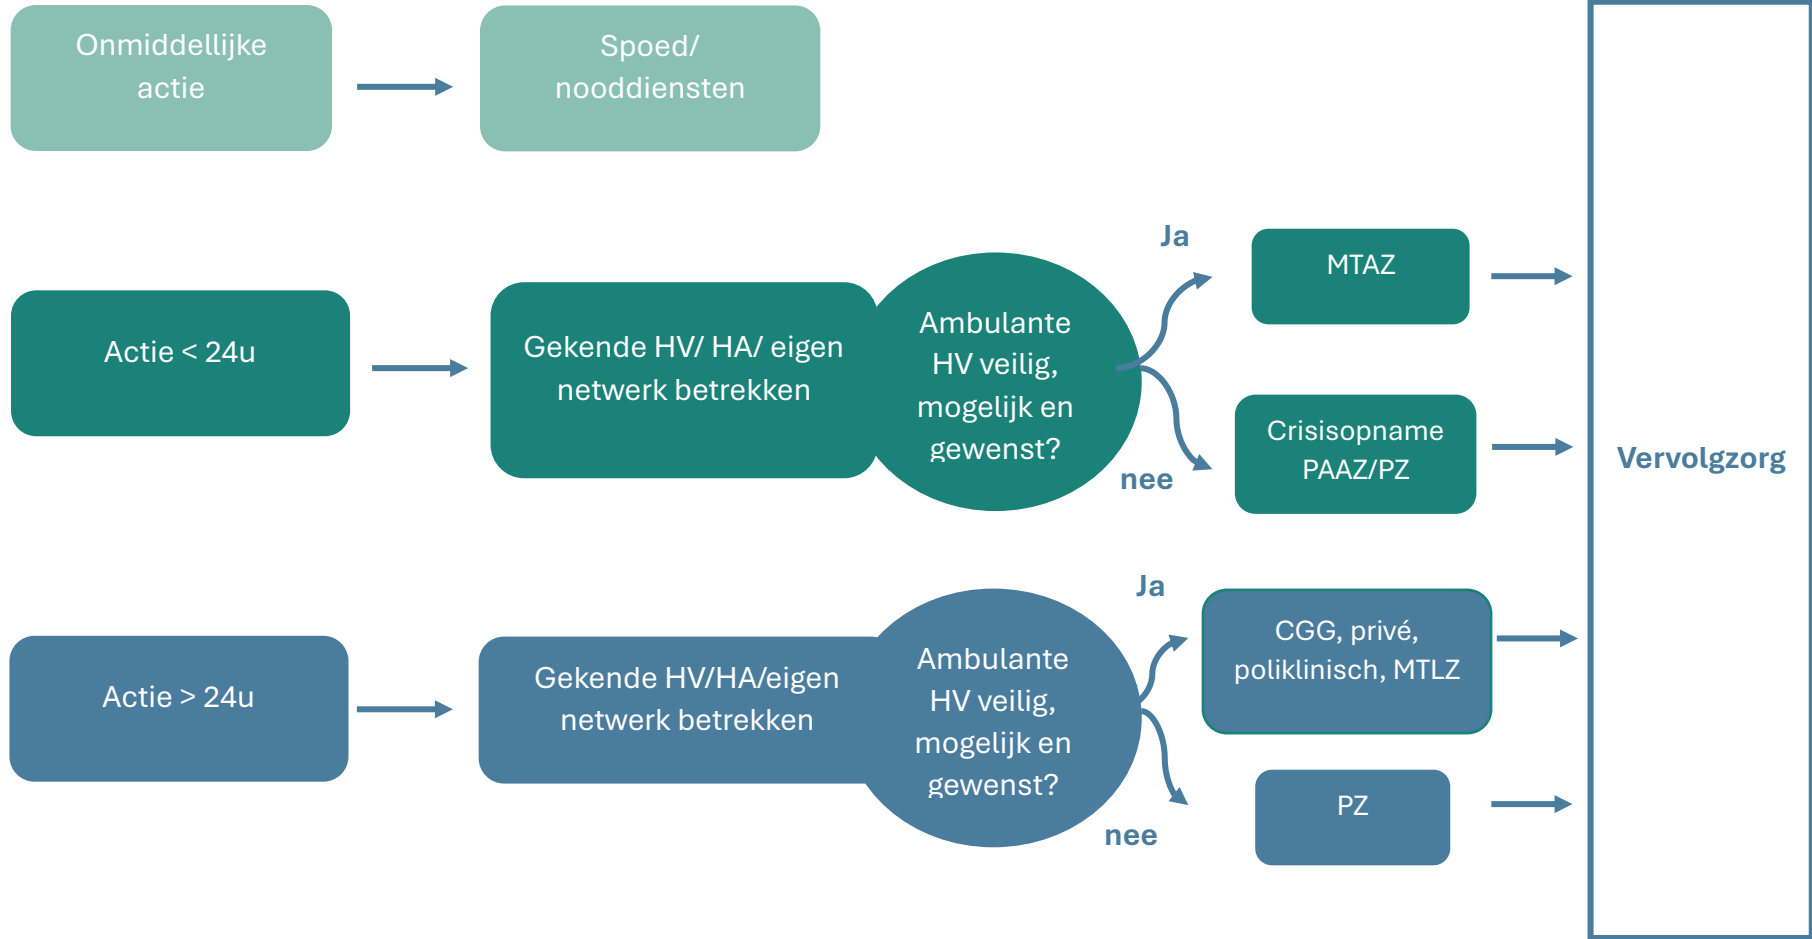 Onmiddellijke
actie
Spoed/
nooddiensten
Actie < 24u
Gekende HV/ HA/ eigen
netwerk betrekken
Ambulante
HV veilig,
mogelijk en
gewenst?
Ja
nee
MTAZ
Crisisopname
PAAZ/PZ
Actie > 24u
Gekende HV/HA/eigen
netwerk betrekken
Ambulante
HV veilig,
mogelijk en
gewenst?
Ja
nee
CGG, privé,
poliklinisch, MTLZ
PZ
Vervolgzorg